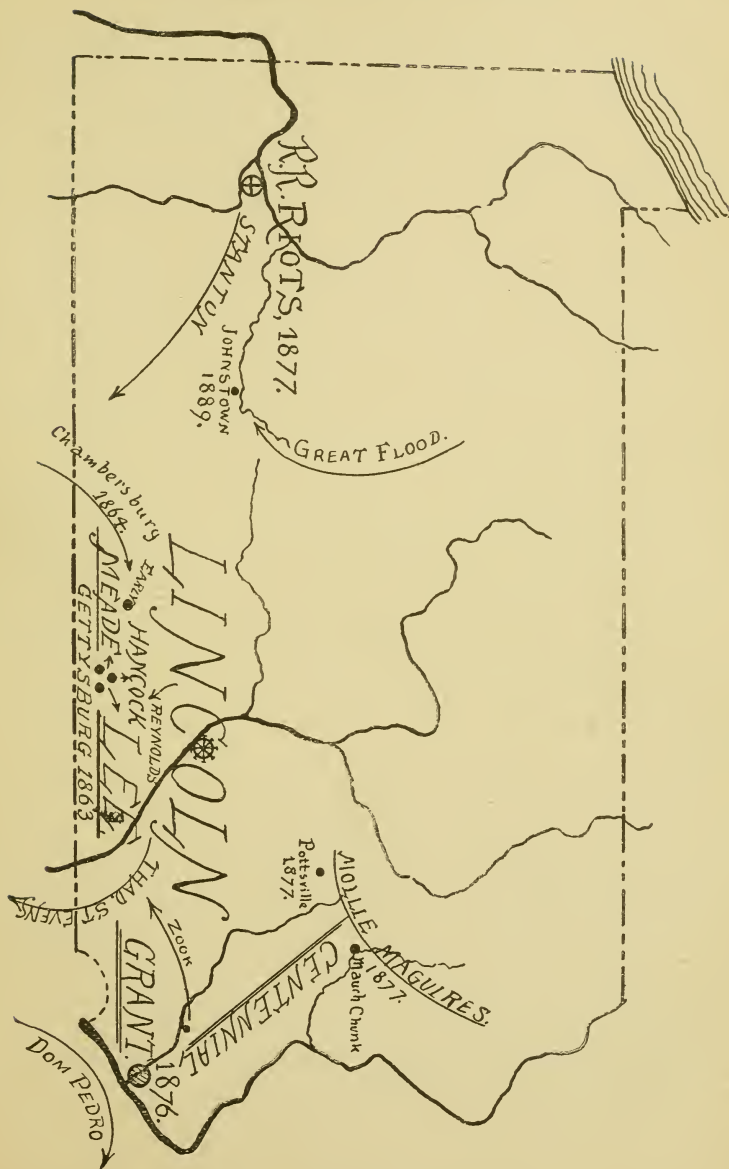 R.R. RIOTS, 1877.
STANTON
JOHNSTOWN
1889.
GREAT FLOOD.
Chambersburg
1864.
EARLY
LINCOLN
MEADE
HANCOCK
REYNOLDS
LEE
GETTYSBURG 1863
THAD. STEVENS
Pottsville
1877.
MOLLIE MAGUIRES.
1877.
Mauch Chunk
CENTENNIAL
1876.
ZOOK
GRANT.
DOM PEDRO